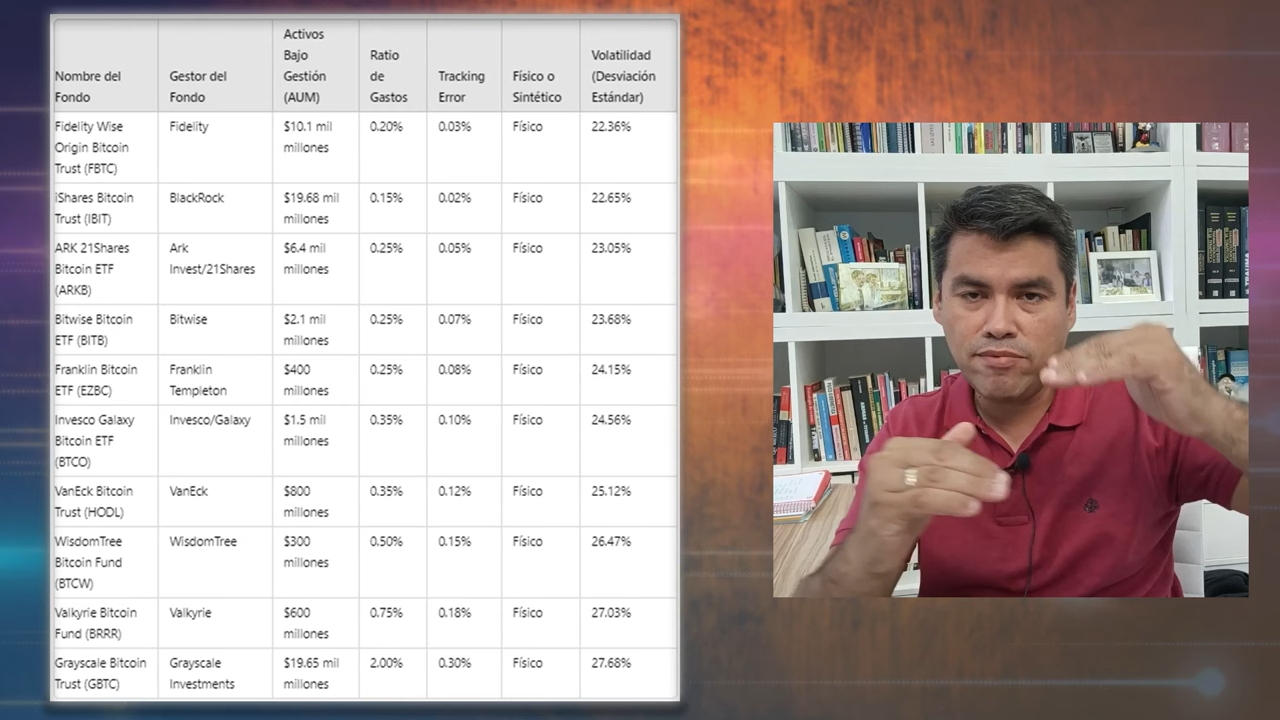 Nombre del
Fondo
Gestor del
Fondo
Activos
Bajo
Gestión
(AUM)
Ratio
de
Gastos
Tracking
Error
Físico o
Sintético
Volatilidad
(Desviación
Estándar)
Fidelity Wise
Origin Bitcoin
Trust (FBTC)
Fidelity
$10.1 mil
millones
0.20%
0.03%
Físico
22.36%
iShares Bitcoin
Trust (IBIT)
BlackRock
$19.68 mil
millones
0.15%
0.02%
Físico
22.65%
ARK 21Shares
Bitcoin ETF
(ARKB)
Ark
Invest/21Shares
$6.4 mil
millones
0.25%
0.05%
Físico
23.05%
Bitwise Bitcoin
ETF (BITB)
Bitwise
$2.1 mil
millones
0.25%
0.07%
Físico
23.68%
Franklin Bitcoin
ETF (EZBC)
Franklin
Templeton
$400
millones
0.25%
0.08%
Físico
24.15%
Invesco Galaxy
Bitcoin ETF
(BTCO)
Invesco/Galaxy
$1.5 mil
millones
0.35%
0.10%
Físico
24.56%
VanEck Bitcoin
Trust (HODL)
VanEck
$800
millones
0.35%
0.12%
Físico
25.12%
WisdomTree
Bitcoin Fund
(BTCW)
WisdomTree
$300
millones
0.50%
0.15%
Físico
26.47%
Valkyrie Bitcoin
Fund (BRRR)
Valkyrie
$600
millones
0.75%
0.18%
Físico
27.03%
Grayscale Bitcoin
Trust (GBTC)
Grayscale
Investments
$19.65 mil
millones
2.00%
0.30%
Físico
27.68%